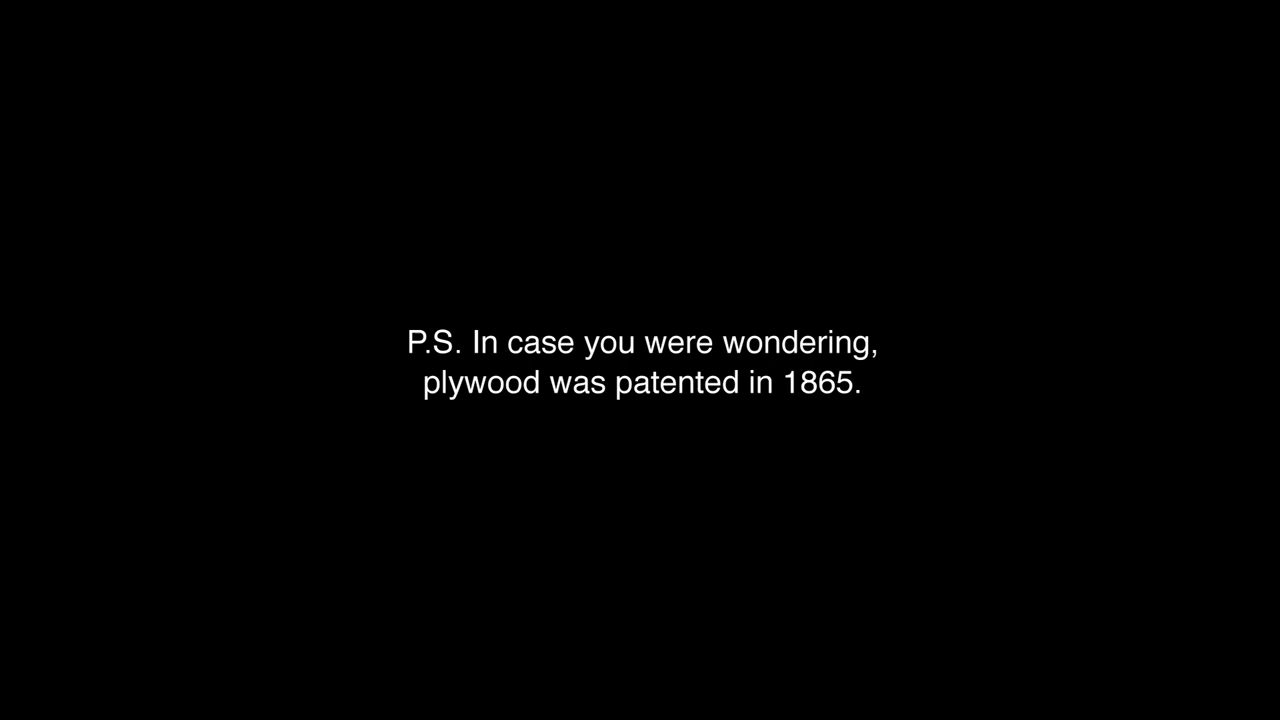 P.S. In case you were wondering,
plywood was patented in 1865.